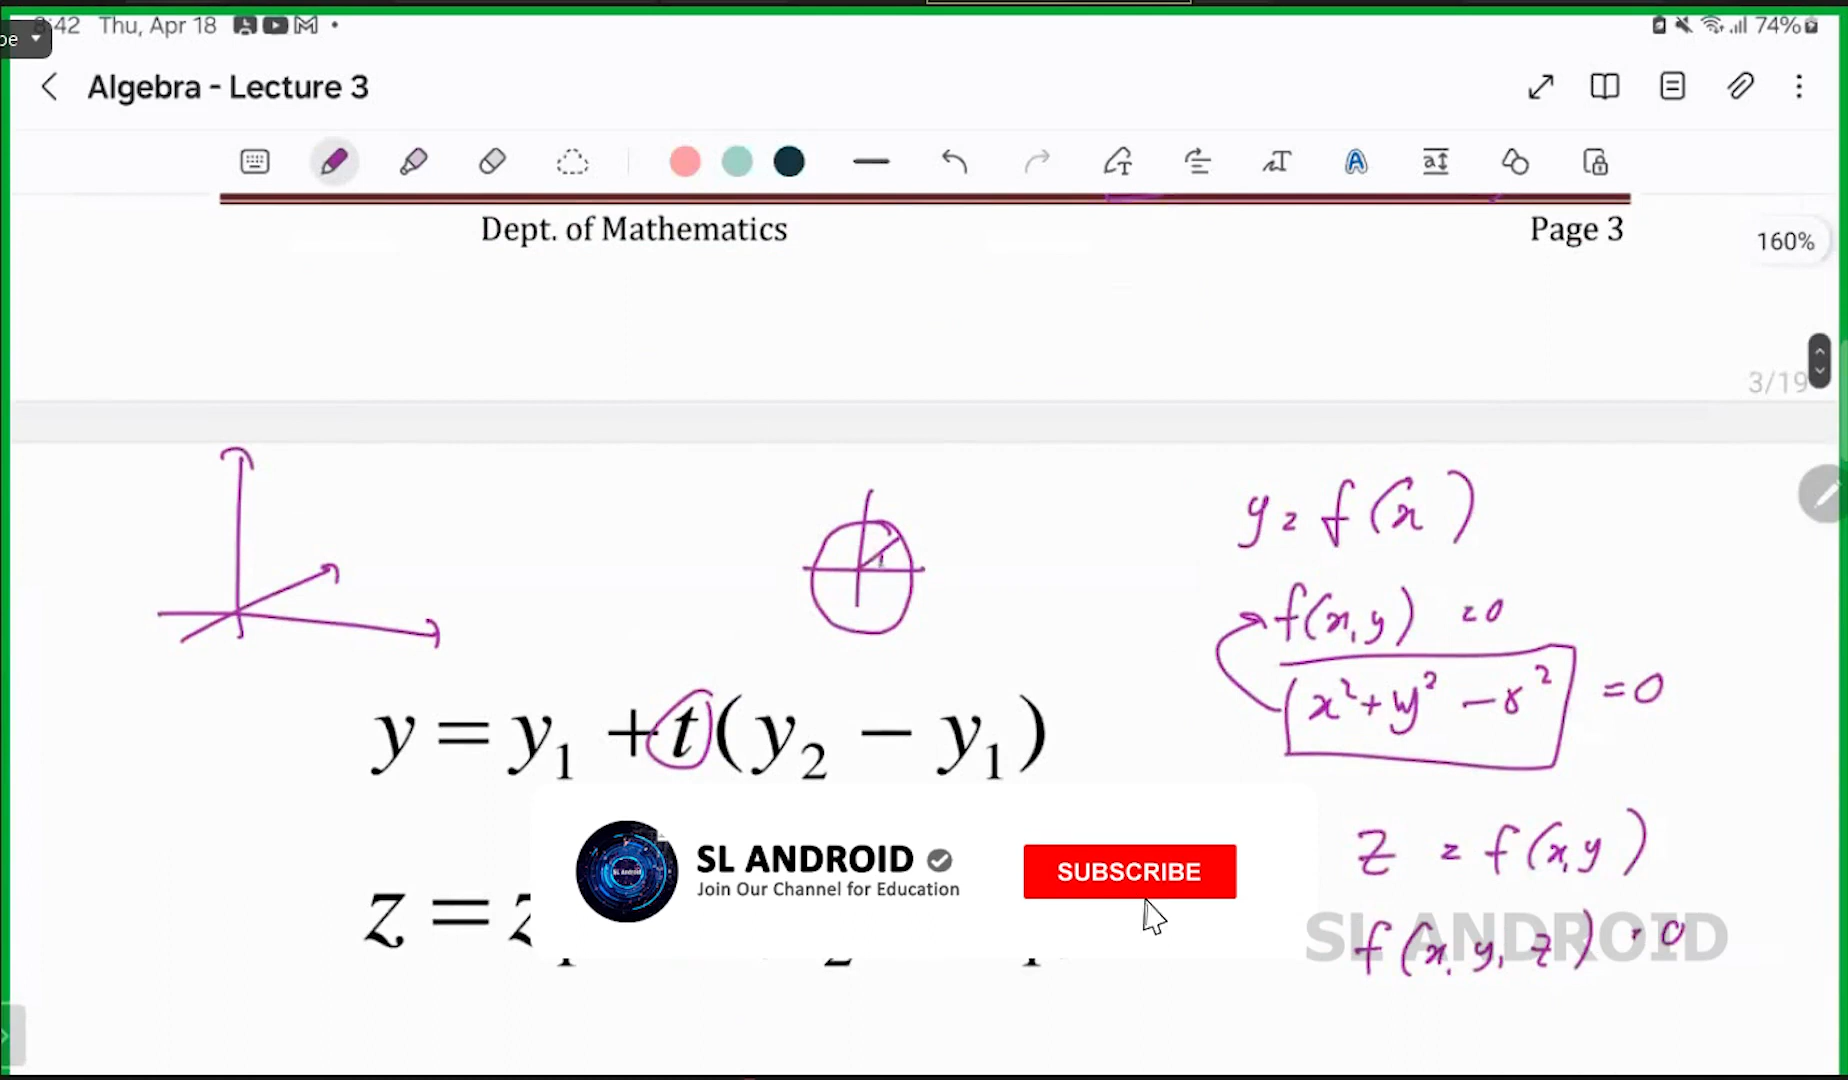 8:42 Thu, Apr 18
74%
Algebra - Lecture 3
Dept. of Mathematics Page 3
160%
3/19
y = f(x)
f(x,y) = 0
x² + y² - r² = 0
y = y₁ + t(y₂ − y₁)
z = f(x,y)
SL ANDROID
Join Our Channel for Education
SUBSCRIBE
z =
SL ANDROID
f(x, y, z) = 0